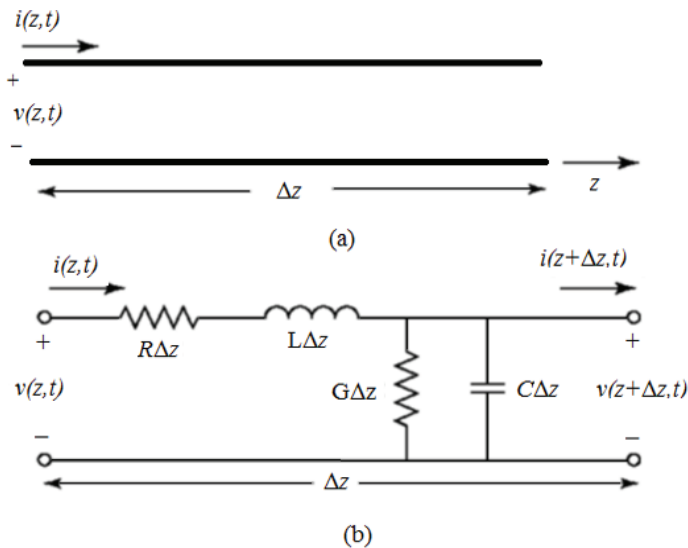 i(z,t)
+
v(z,t)
−
Δz
z
(a)
i(z,t)
i(z+Δz,t)
+
RΔz
LΔz
+
v(z,t)
GΔz
CΔz
v(z+Δz,t)
−
−
Δz
(b)